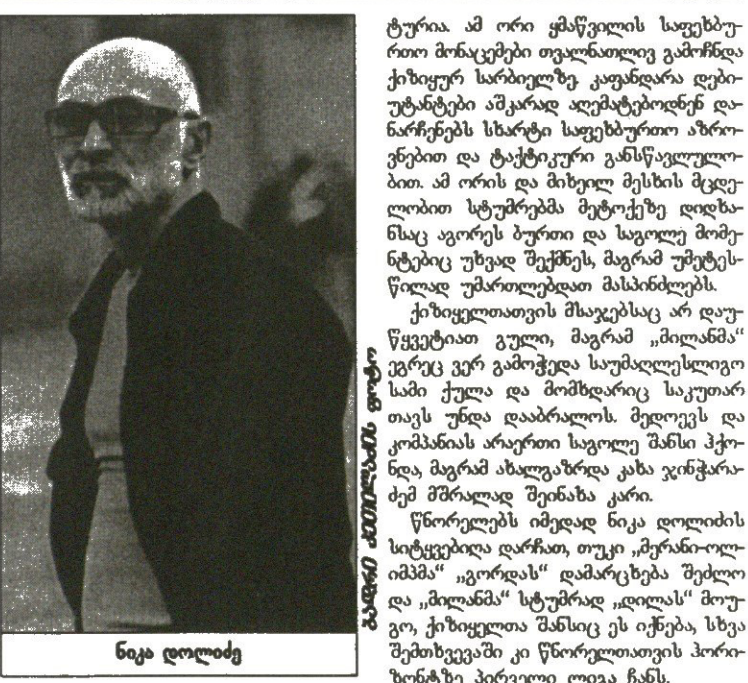 ტურია. ამ ორი ყმაწვილის საფეხბუ-
რთო მონაცემები თვალნათლივ გამოჩნდა
ქიზიყურ სარბიელზე. კაფანდარა დები-
უტანტები აშკარად აღემატებოდნენ და-
ნარჩენებს სხარტი საფეხბურთო აზრო-
ვნებით და ტაქტიკური განსწავლულო-
ბით. ამ ორის და მიხეილ მესხის მცდე-
ლობით სტუმრებმა მეტოქეზე დიდხა-
ნსაც აგორეს ბურთი და საგოლე მომე-
ნტებიც უხვად შექმნეს, მაგრამ უმეტეს-
წილად უმართლებდათ მასპინძლებს.
ქიზიყელთათვის მსაჯებსაც არ დაუ-
წყვეტიათ გული, მაგრამ „მილანმა“
ეგრეც ვერ გამოჭედა საუმაღლესლიგო
სამი ქულა და მომხდარიც საკუთარ
თავს უნდა დააბრალოს. მედოევს და
კომპანიას არაერთი საგოლე შანსი ჰქო-
ნდა, მაგრამ ახალგაზრდა კახა ჯინჭარა-
ძემ მშრალად შეინახა კარი.
წნორელებს იმედად ნიკა დოლიძის
სიტყვებიღა დარჩათ, თუკი „მერანი-ოლ-
იმპმა“ „გორდას“ დამარცხება შეძლო
და „მილანმა“ სტუმრად „დილას“ მოუ-
გო, ქიზიყელთა შანსიც ეს იქნება, სხვა
შემთხვევაში კი წნორელთათვის ჰორი-
ზონტზე პირველი ლიგა ჩანს.
ნიკა დოლიძე
ფოტო